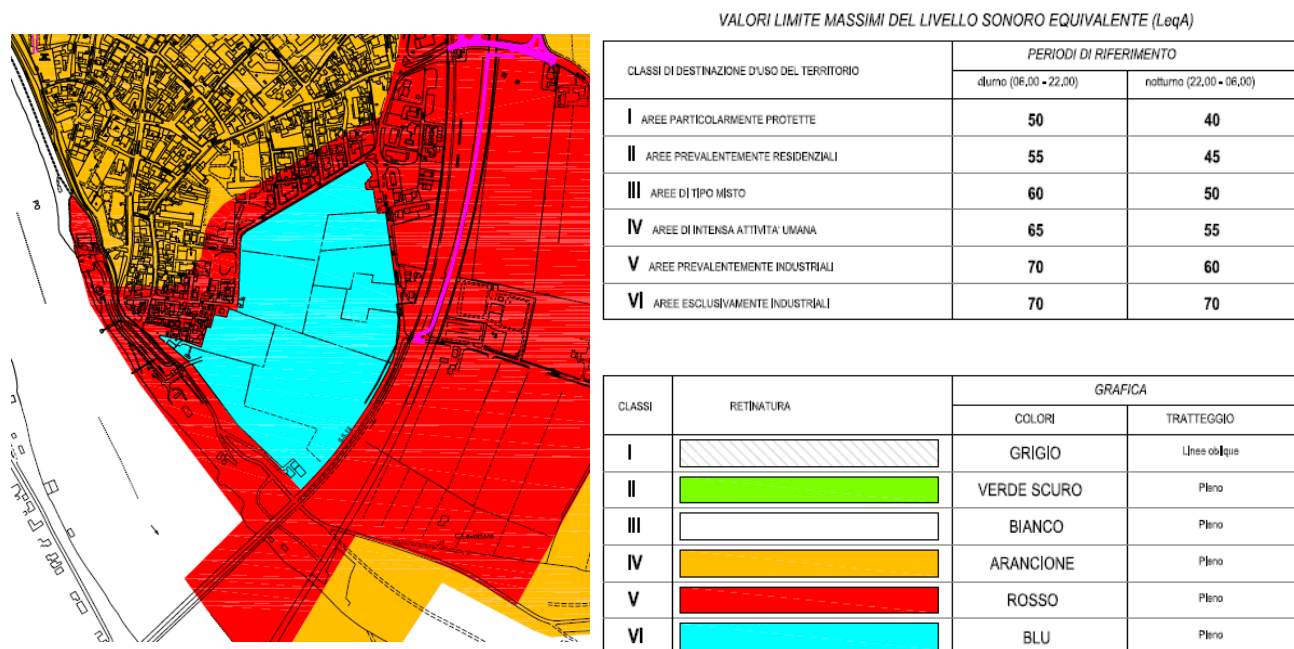 VALORI LIMITE MASSIMI DEL LIVELLO SONORO EQUIVALENTE (LeqA)
CLASSI DI DESTINAZIONE D'USO DEL TERRITORIO
PERIODI DI RIFERIMENTO
diurno (06,00 - 22,00)
notturno (22,00 - 06,00)
I AREE PARTICOLARMENTE PROTETTE 50 40
II AREE PREVALENTEMENTE RESIDENZIALI 55 45
III AREE DI TIPO MISTO 60 50
IV AREE DI INTENSA ATTIVITA' UMANA 65 55
V AREE PREVALENTEMENTE INDUSTRIALI 70 60
VI AREE ESCLUSIVAMENTE INDUSTRIALI 70 70
CLASSI
RETINATURA
GRAFICA
COLORI
TRATTEGGIO
I GRIGIO Linee oblique
II VERDE SCURO Pieno
III BIANCO Pieno
IV ARANCIONE Pieno
V ROSSO Pieno
VI BLU Pieno
PO